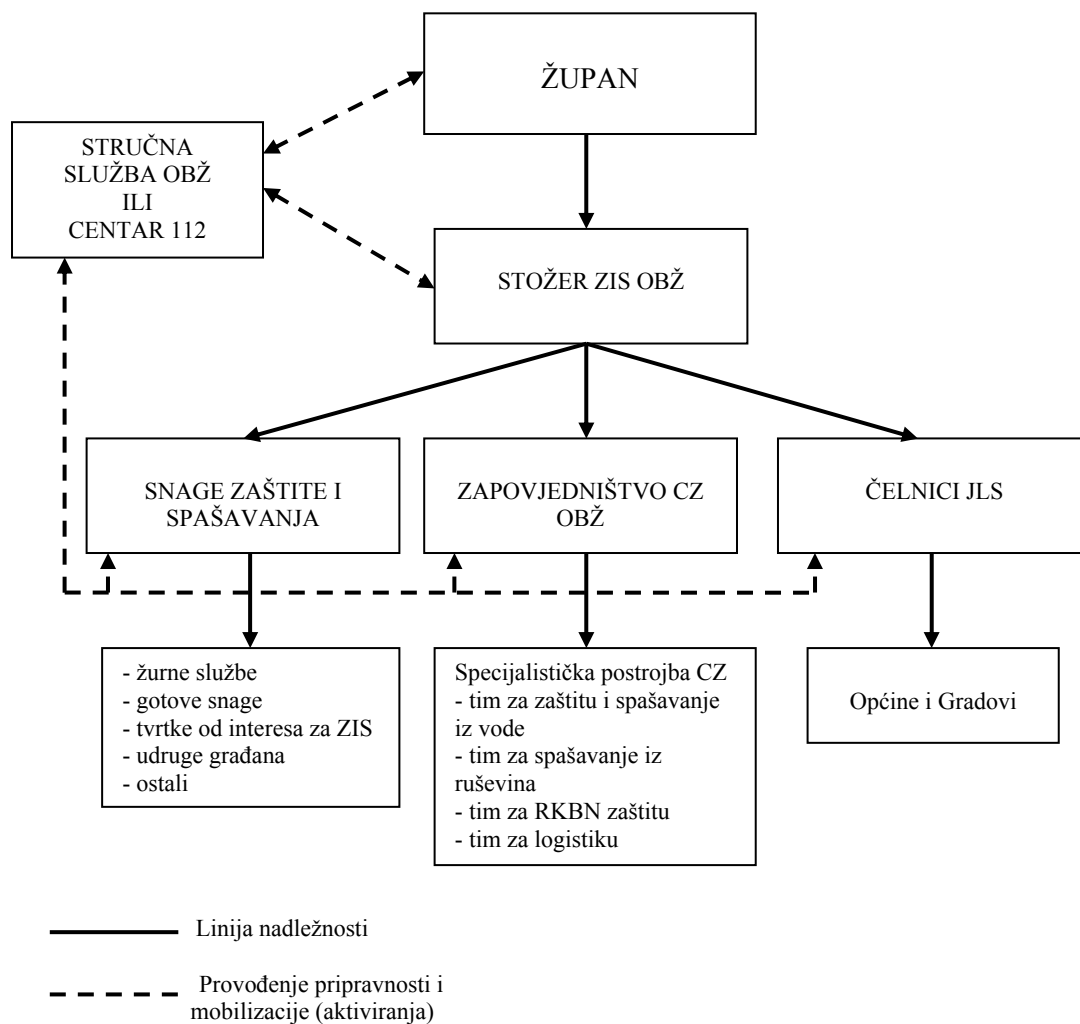 ŽUPAN
STRUČNA
SLUŽBA OBŽ
ILI
CENTAR 112
STOŽER ZIS OBŽ
SNAGE ZAŠTITE I
SPAŠAVANJA
ZAPOVJEDNIŠTVO CZ
OBŽ
ČELNICI JLS
- žurne službe
- gotove snage
- tvrtke od interesa za ZIS
- udruge građana
- ostali
Specijalistička postrojba CZ
- tim za zaštitu i spašavanje
iz vode
- tim za spašavanje iz
ruševina
- tim za RKBN zaštitu
- tim za logistiku
Općine i Gradovi
Linija nadležnosti
Provođenje pripravnosti i
mobilizacije (aktiviranja)